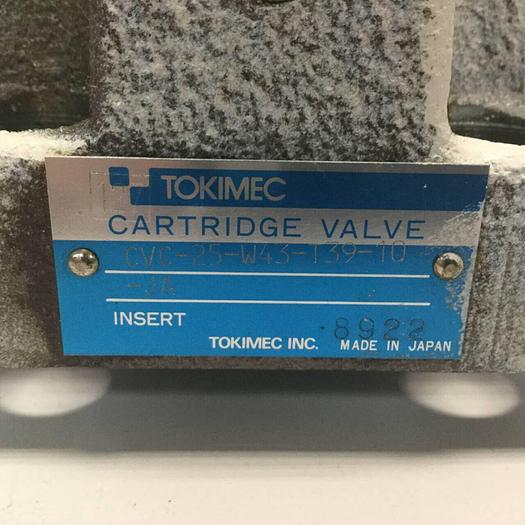 TOKIMEC
CARTRIDGE VALVE
CVC-25-W43-T39-10
-JA
INSERT
8922
TOKIMEC INC. MADE IN JAPAN